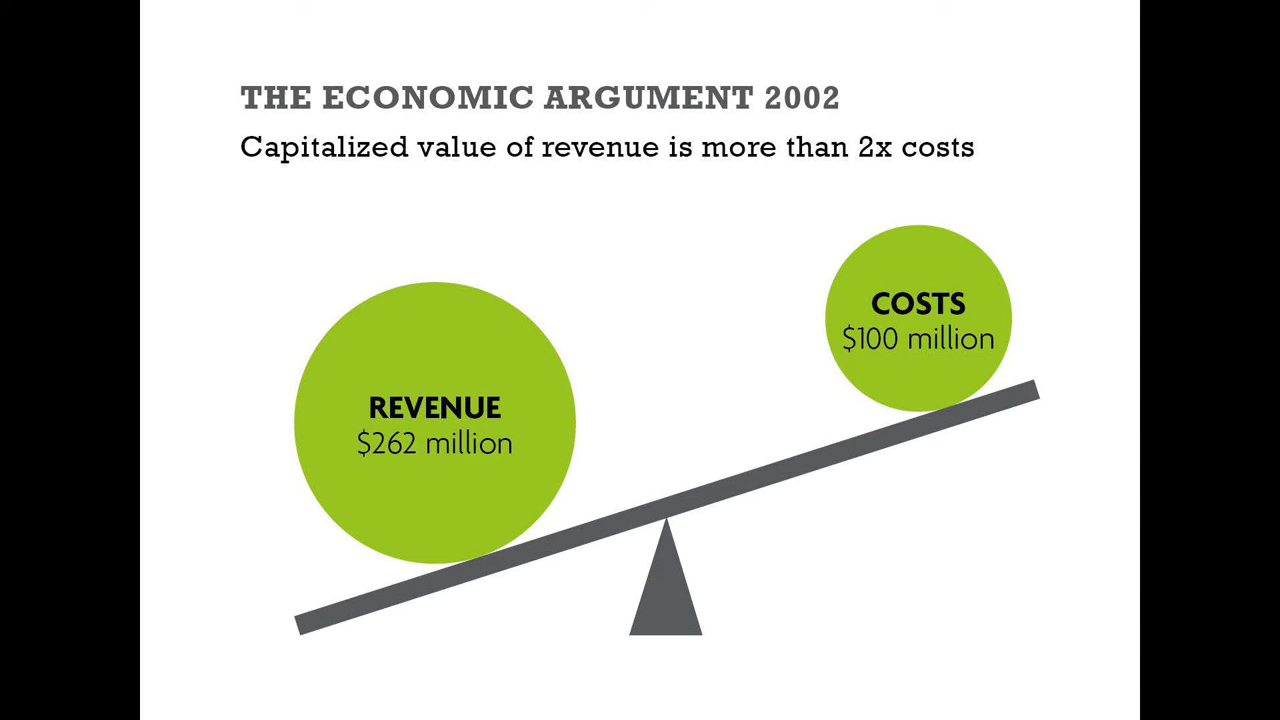 THE ECONOMIC ARGUMENT 2002
Capitalized value of revenue is more than 2x costs
COSTS
$100 million
REVENUE
$262 million